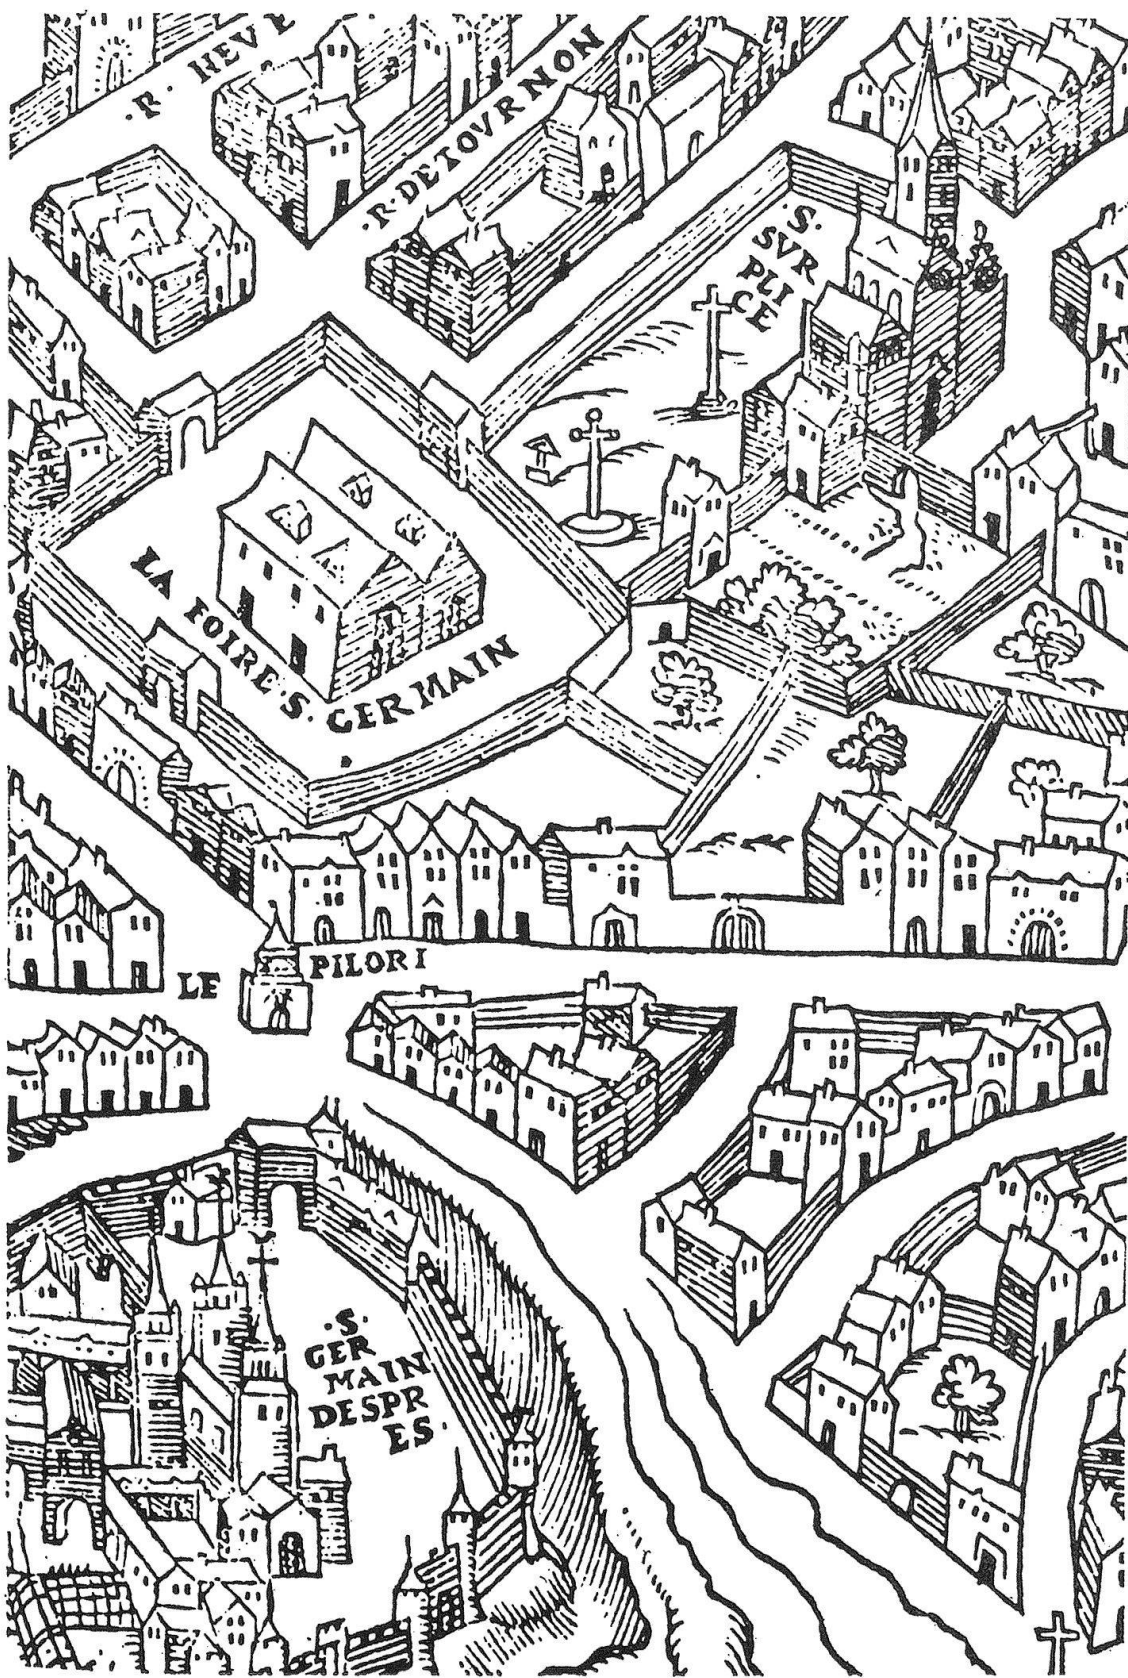 ·R· NEVE
·R·DETOVRNON
·S·
SVR
PLI
CE
LA FOIRE·S· GERMAIN
LE PILORI
·S·
GER
MAIN
DESPR
ES·